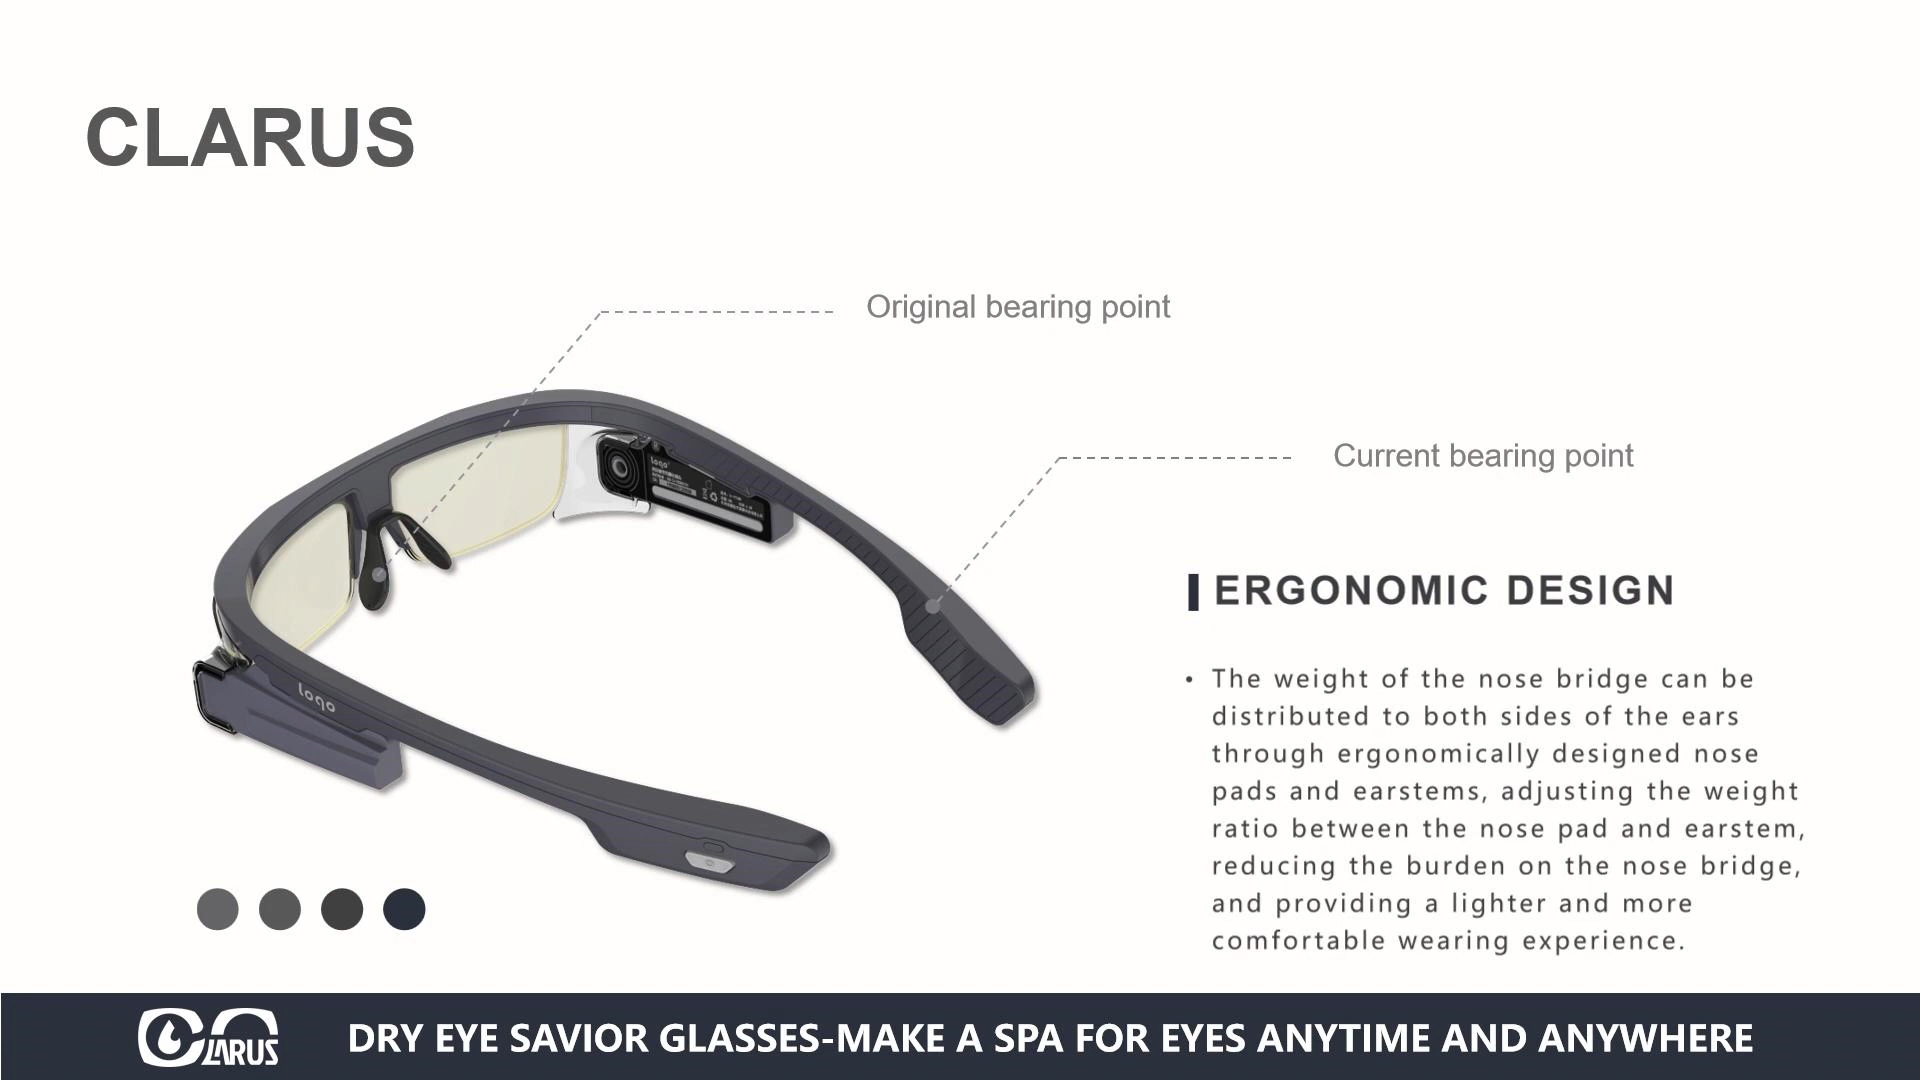 CLARUS
Original bearing point
Current bearing point
logo
logo
ERGONOMIC DESIGN
• The weight of the nose bridge can be
distributed to both sides of the ears
through ergonomically designed nose
pads and earstems, adjusting the weight
ratio between the nose pad and earstem,
reducing the burden on the nose bridge,
and providing a lighter and more
comfortable wearing experience.
CLARUS
DRY EYE SAVIOR GLASSES-MAKE A SPA FOR EYES ANYTIME AND ANYWHERE